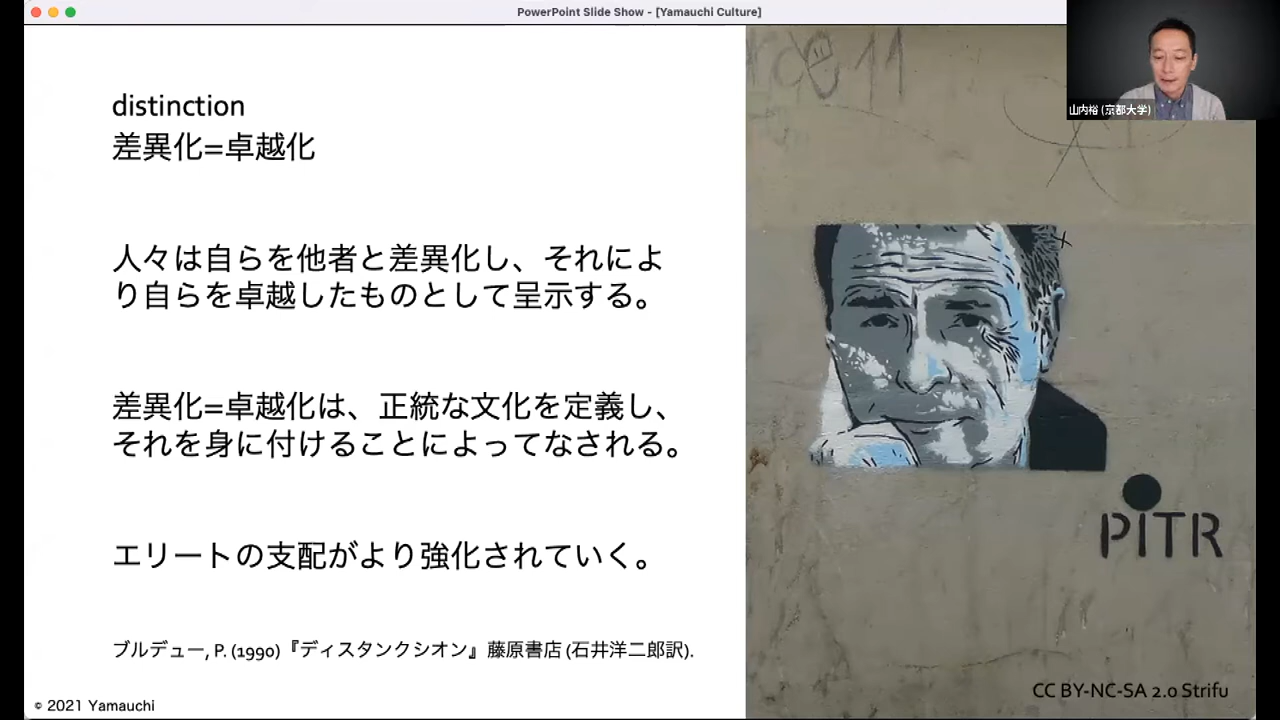 PowerPoint Slide Show - [Yamauchi Culture]
山内裕 (京都大学)
distinction
差異化=卓越化
人々は自らを他者と差異化し、それによ
り自らを卓越したものとして呈示する。
差異化=卓越化は、正統な文化を定義し、
それを身に付けることによってなされる。
エリートの支配がより強化されていく。
ブルデュー, P. (1990)『ディスタンクシオン』藤原書店 (石井洋二郎訳).
© 2021 Yamauchi
PITR
CC BY-NC-SA 2.0 Strifu